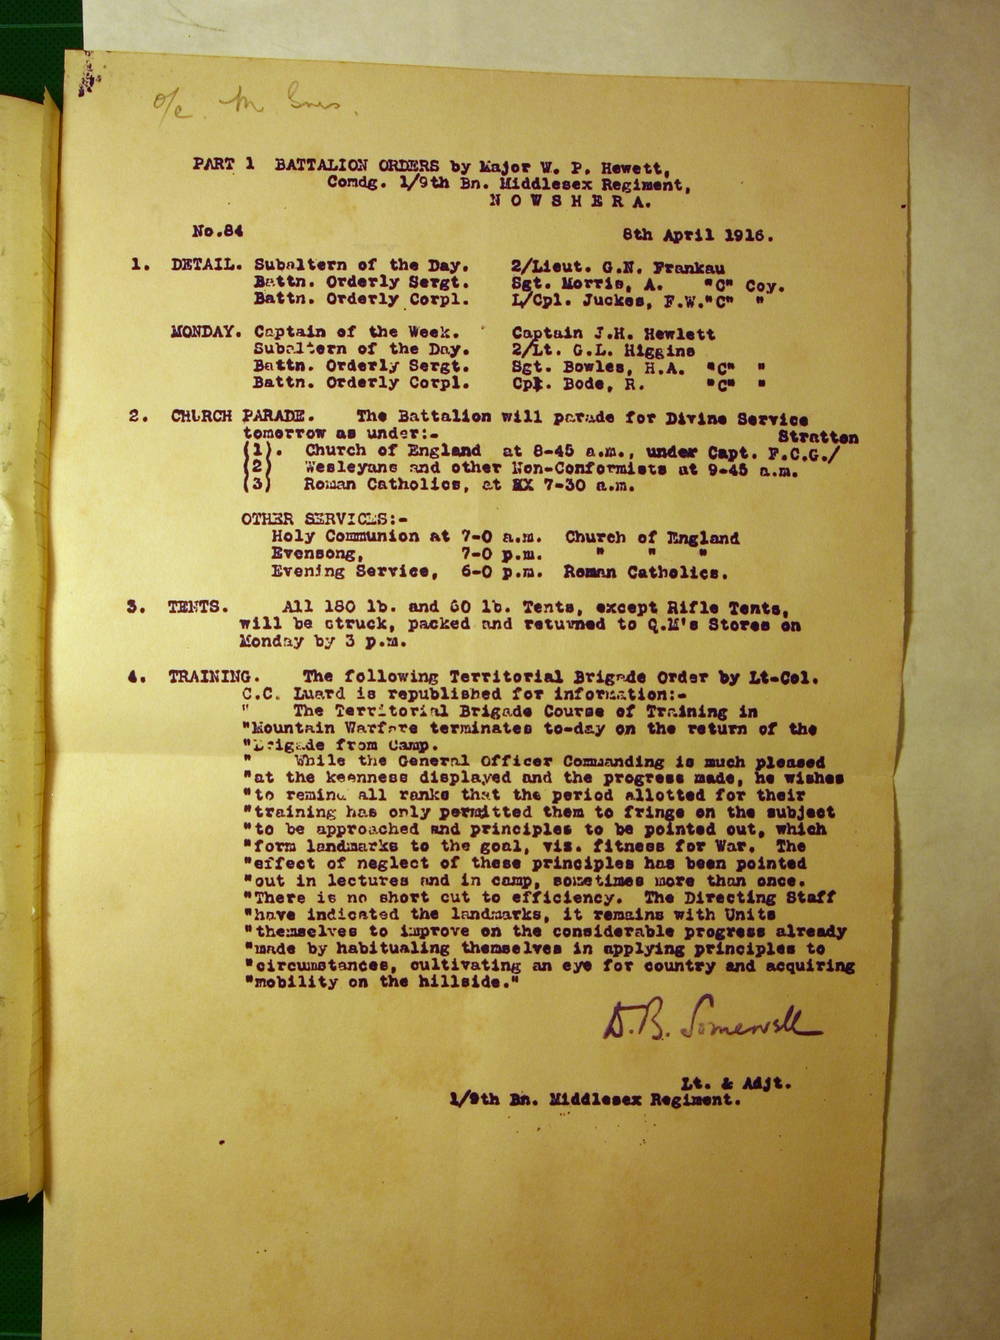 o/c. M Gnrs.
PART 1 BATTALION ORDERS by Major W. P. Hewett,
Comdg. 1/9th Bn. Middlesex Regiment,
N O W S H E R A.
No.84 8th April 1916.
1. DETAIL. Subaltern of the Day. 2/Lieut. G.N. Frankau
Battn. Orderly Sergt. Sgt. Morris, A. "C" Coy.
Battn. Orderly Corpl. L/Cpl. Juckes, F.W."C" "
MONDAY. Captain of the Week. Captain J.H. Hewlett
Subaltern of the Day. 2/Lt. G.L. Higgins
Battn. Orderly Sergt. Sgt. Bowles, H.A. "C" "
Battn. Orderly Corpl. Cpl. Bode, R. "C" "
2. CHURCH PARADE. The Battalion will parade for Divine Service
tomorrow as under:- Stratton
(1). Church of England at 8-45 a.m., under Capt. F.C.G./
(2) Wesleyans and other Non-Conformists at 9-45 a.m.
(3) Roman Catholics, at XX 7-30 a.m.
OTHER SERVICES:-
Holy Communion at 7-0 a.m. Church of England
Evensong, 7-0 p.m. " " "
Evening Service, 6-0 p.m. Roman Catholics.
3. TENTS. All 180 lb. and 60 lb. Tents, except Rifle Tents,
will be struck, packed and returned to Q.M's Stores on
Monday by 3 p.m.
4. TRAINING. The following Territorial Brigade Order by Lt-Col.
C.C. Luard is republished for information:-
" The Territorial Brigade Course of Training in
"Mountain Warfare terminates to-day on the return of the
"Brigade from Camp.
" While the General Officer Commanding is much pleased
"at the keenness displayed and the progress made, he wishes
"to remind all ranks that the period allotted for their
"training has only permitted them to fringe on the subject
"to be approached and principles to be pointed out, which
"form landmarks to the goal, vis. fitness for War. The
"effect of neglect of these principles has been pointed
"out in lectures and in camp, sometimes more than once.
"There is no short cut to efficiency. The Directing Staff
"have indicated the landmarks, it remains with Units
"themselves to improve on the considerable progress already
"made by habitualing themselves in applying principles to
"circumstances, cultivating an eye for country and acquiring
"mobility on the hillside."
D.B. Somervell
Lt. & Adjt.
1/9th Bn. Middlesex Regiment.